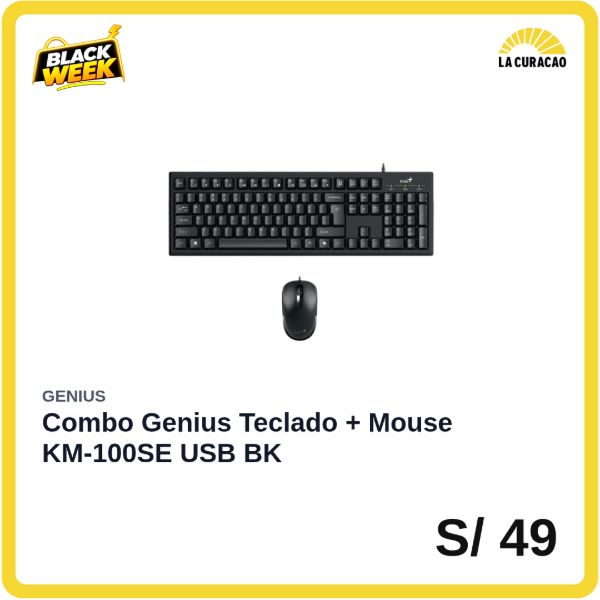 BLACK
WEEK
LA CURACAO
GENIUS
Combo Genius Teclado + Mouse
KM-100SE USB BK
S/ 49